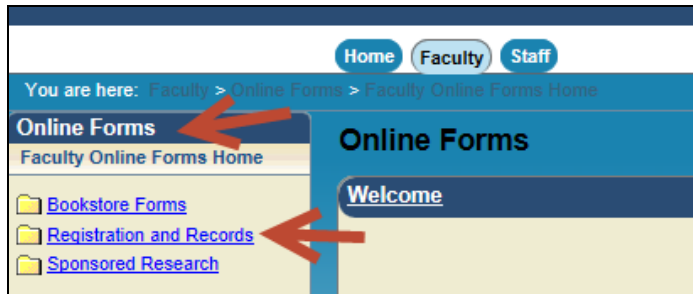 Home Faculty Staff
You are here: Faculty > Online Forms > Faculty Online Forms Home
Online Forms
Faculty Online Forms Home
Bookstore Forms
Registration and Records
Sponsored Research
Online Forms
Welcome